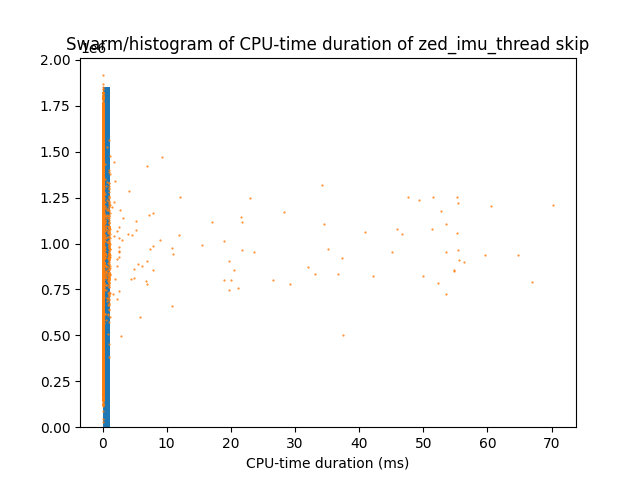 Swarm/histogram of CPU-time duration of zed_imu_thread skip
1e6
2.00
1.75
1.50
1.25
1.00
0.75
0.50
0.25
0.00
0 10 20 30 40 50 60 70
CPU-time duration (ms)